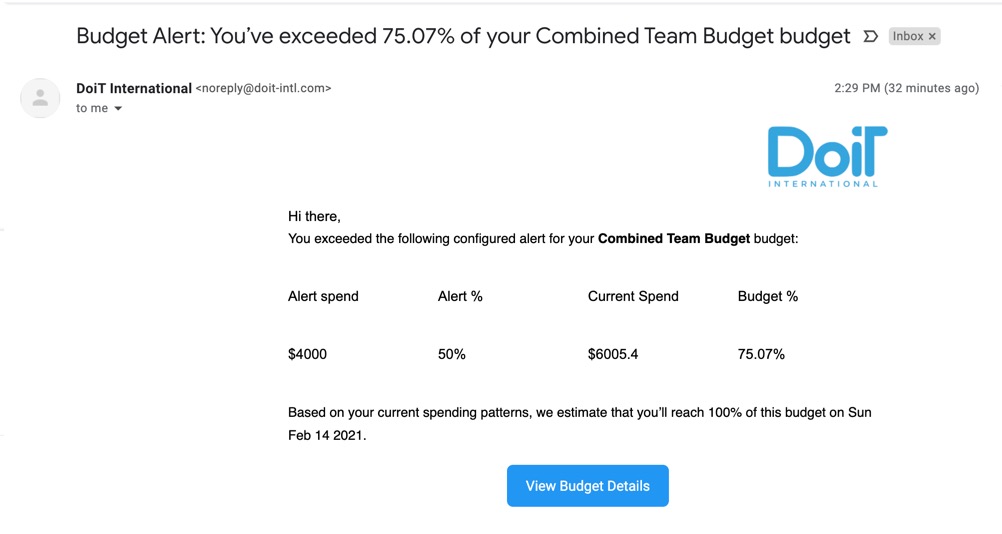 Budget Alert: You’ve exceeded 75.07% of your Combined Team Budget budget Inbox ×
DoiT International <noreply@doit-intl.com> 2:29 PM (32 minutes ago)
to me
DoiT
INTERNATIONAL
Hi there,
You exceeded the following configured alert for your Combined Team Budget budget:
Alert spend Alert % Current Spend Budget %
$4000 50% $6005.4 75.07%
Based on your current spending patterns, we estimate that you’ll reach 100% of this budget on Sun
Feb 14 2021.
View Budget Details